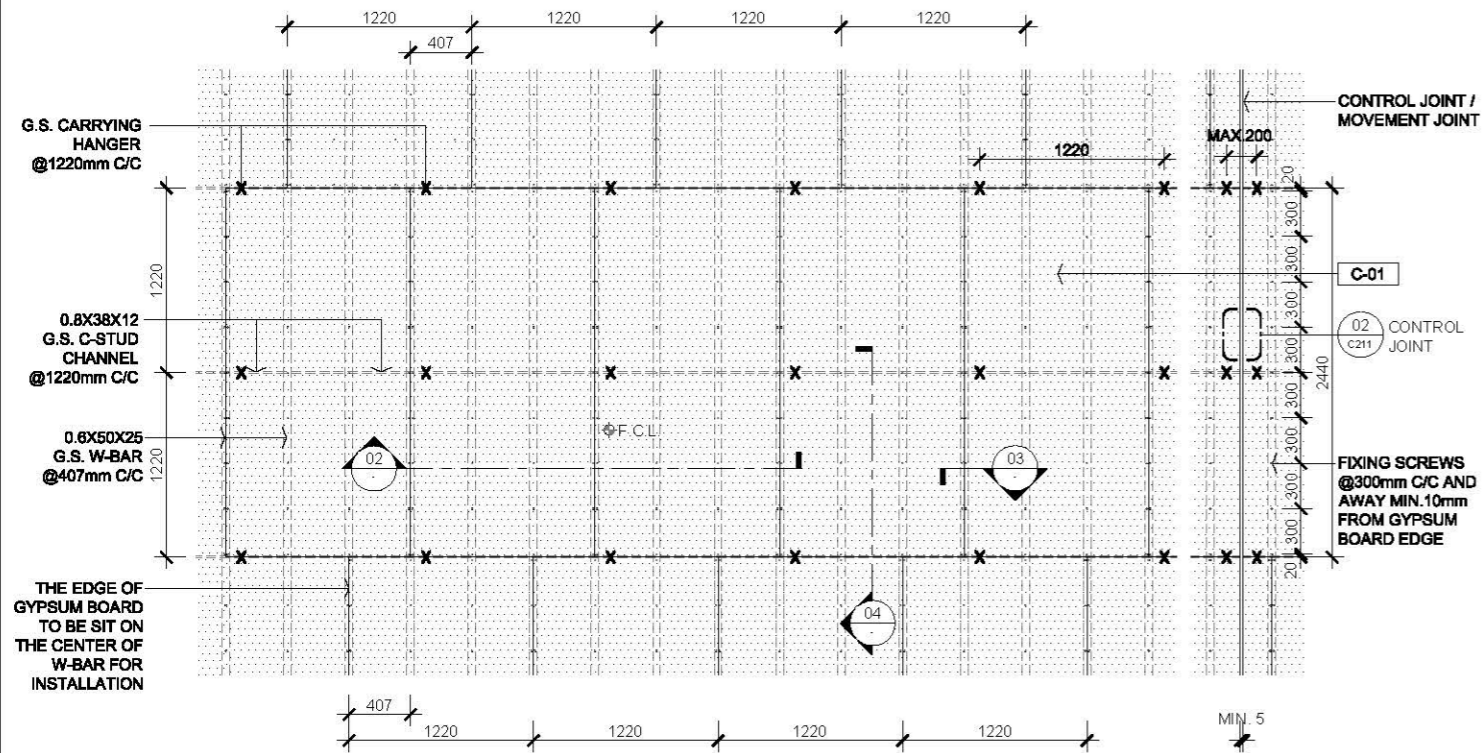 1220
1220
1220
1220
407
G.S. CARRYING
HANGER
@1220mm C/C
CONTROL JOINT /
MOVEMENT JOINT
MAX.200
1220
20
300
300
300
300
300
300
300
300
20
2440
1220
1220
C-01
0.8X38X12
G.S. C-STUD
CHANNEL
@1220mm C/C
02
C211
CONTROL
JOINT
0.6X50X25
G.S. W-BAR
@407mm C/C
F.C.L
02
-
03
-
FIXING SCREWS
@300mm C/C AND
AWAY MIN.10mm
FROM GYPSUM
BOARD EDGE
THE EDGE OF
GYPSUM BOARD
TO BE SIT ON
THE CENTER OF
W-BAR FOR
INSTALLATION
04
-
407
1220
1220
1220
1220
MIN. 5